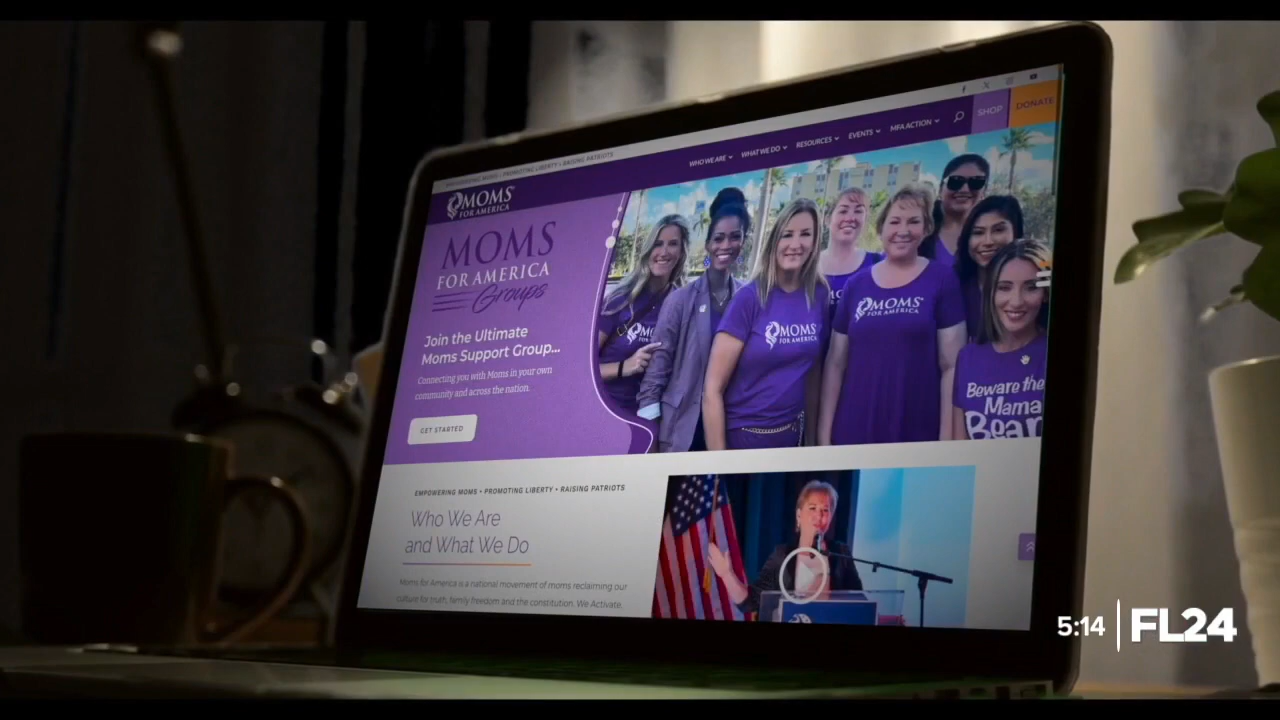 EMPOWERING MOMS • PROMOTING LIBERTY • RAISING PATRIOTS
SHOP
DONATE
WHO WE ARE
WHAT WE DO
RESOURCES
EVENTS
MFA ACTION
MOMS
FOR AMERICA
MOMS
FOR AMERICA
Groups
Join the Ultimate
Moms Support Group...
Connecting you with Moms in your own
community and across the nation.
GET STARTED
MOMS
FOR AMERICA
MOMS
FOR AMERICA
Beware the
Mama
Bear
EMPOWERING MOMS • PROMOTING LIBERTY • RAISING PATRIOTS
Who We Are
and What We Do
Moms for America is a national movement of moms reclaiming our
culture for truth, family, freedom and the constitution. We Activate,
5:14
FL24